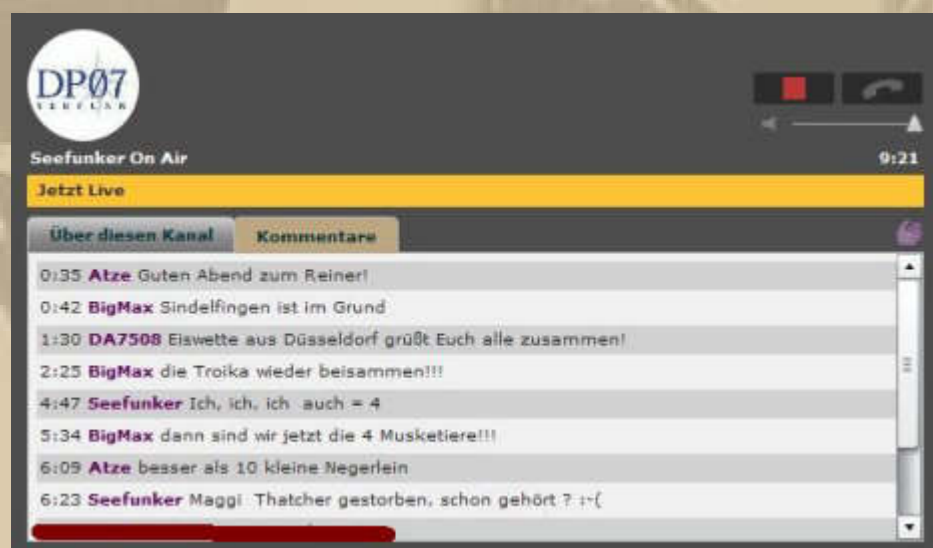 DP07
SEEFUNK
Seefunker On Air
9:21
Jetzt Live
Über diesen Kanal Kommentare
0:35 Atze Guten Abend zum Reiner!
0:42 BigMax Sindelfingen ist im Grund
1:30 DA7508 Eiswette aus Düsseldorf grüßt Euch alle zusammen!
2:25 BigMax die Troika wieder beisammen!!!
4:47 Seefunker Ich, ich, ich auch = 4
5:34 BigMax dann sind wir jetzt die 4 Musketiere!!!
6:09 Atze besser als 10 kleine Negerlein
6:23 Seefunker Maggi Thatcher gestorben, schon gehört ? :-(